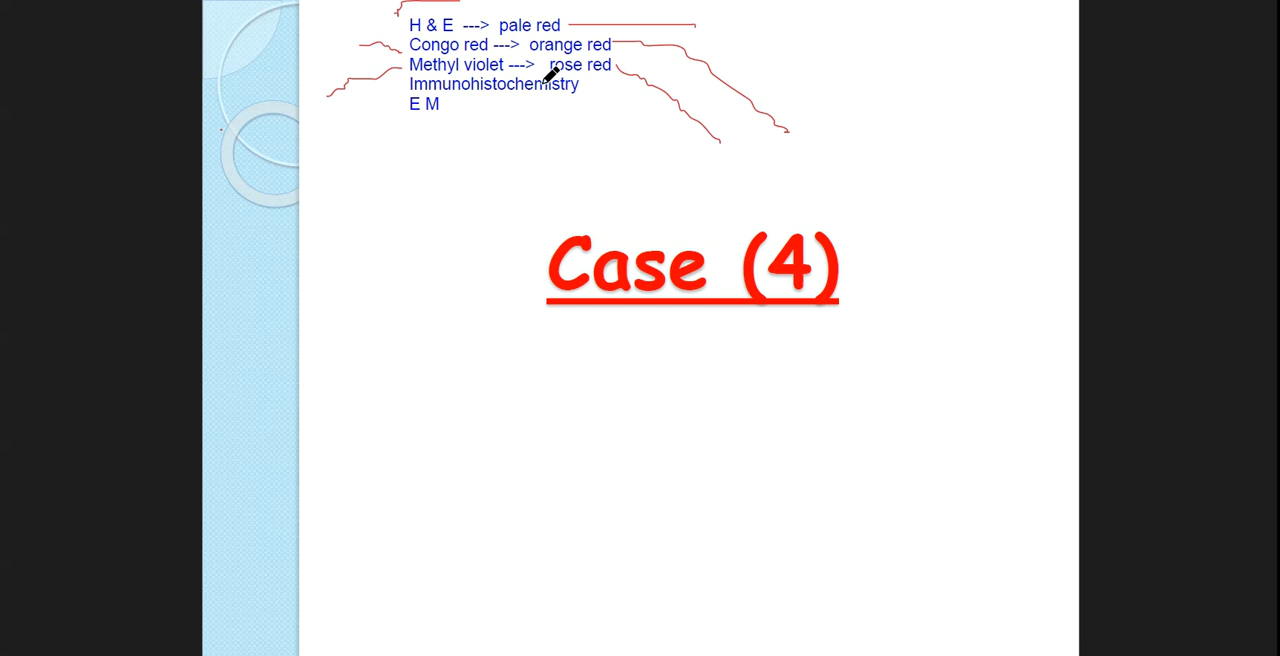 H & E ---> pale red
Congo red ---> orange red
Methyl violet ---> rose red
Immunohistochemistry
E M
Case (4)